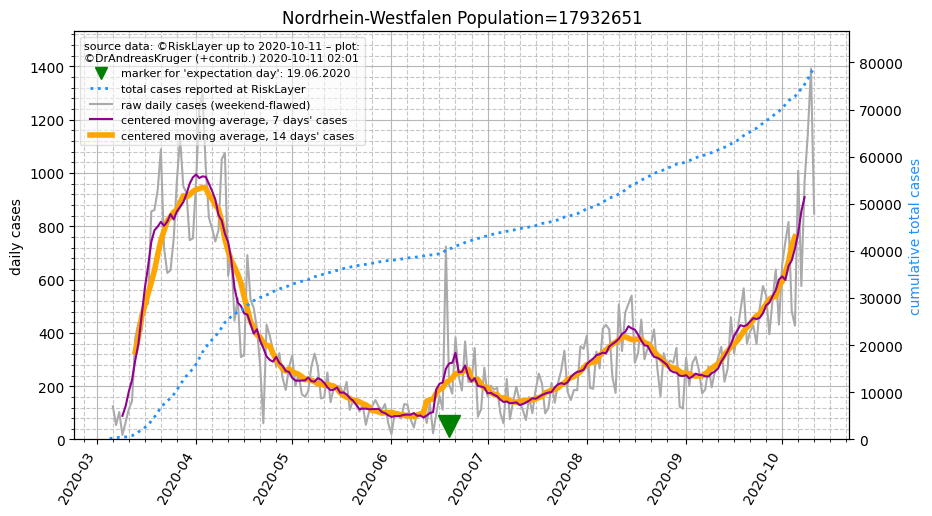 Nordrhein-Westfalen Population=17932651
source data: ©RiskLayer up to 2020-10-11 – plot:
©DrAndreasKruger (+contrib.) 2020-10-11 02:01
marker for 'expectation day': 19.06.2020
total cases reported at RiskLayer
raw daily cases (weekend-flawed)
centered moving average, 7 days' cases
centered moving average, 14 days' cases
daily cases
1400
1200
1000
800
600
400
200
0
80000
70000
60000
50000
40000
30000
20000
10000
0
cumulative total cases
2020-03
2020-04
2020-05
2020-06
2020-07
2020-08
2020-09
2020-10